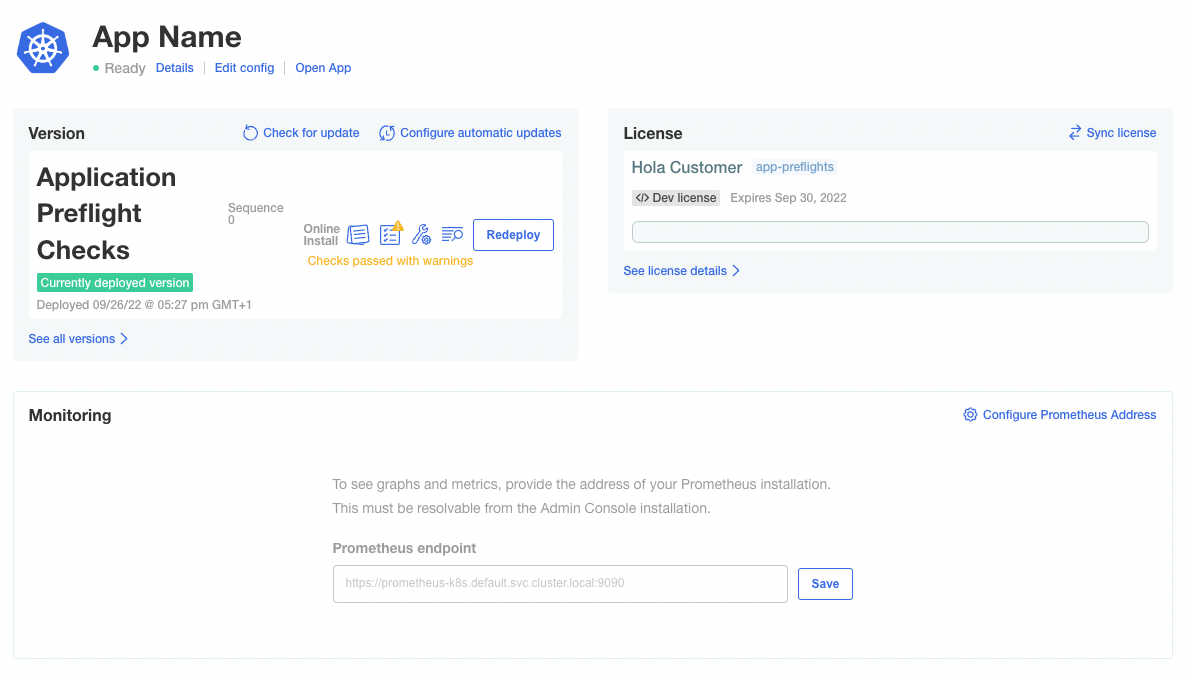 App Name
Ready Details Edit config Open App
Version
Check for update Configure automatic updates
Application
Preflight
Checks
Sequence
0
Online
Install
Redeploy
Checks passed with warnings
Currently deployed version
Deployed 09/26/22 @ 05:27 pm GMT+1
See all versions
License
Sync license
Hola Customer app-preflights
Dev license Expires Sep 30, 2022
See license details
Monitoring
Configure Prometheus Address
To see graphs and metrics, provide the address of your Prometheus installation.
This must be resolvable from the Admin Console installation.
Prometheus endpoint
https://prometheus-k8s.default.svc.cluster.local:9090
Save